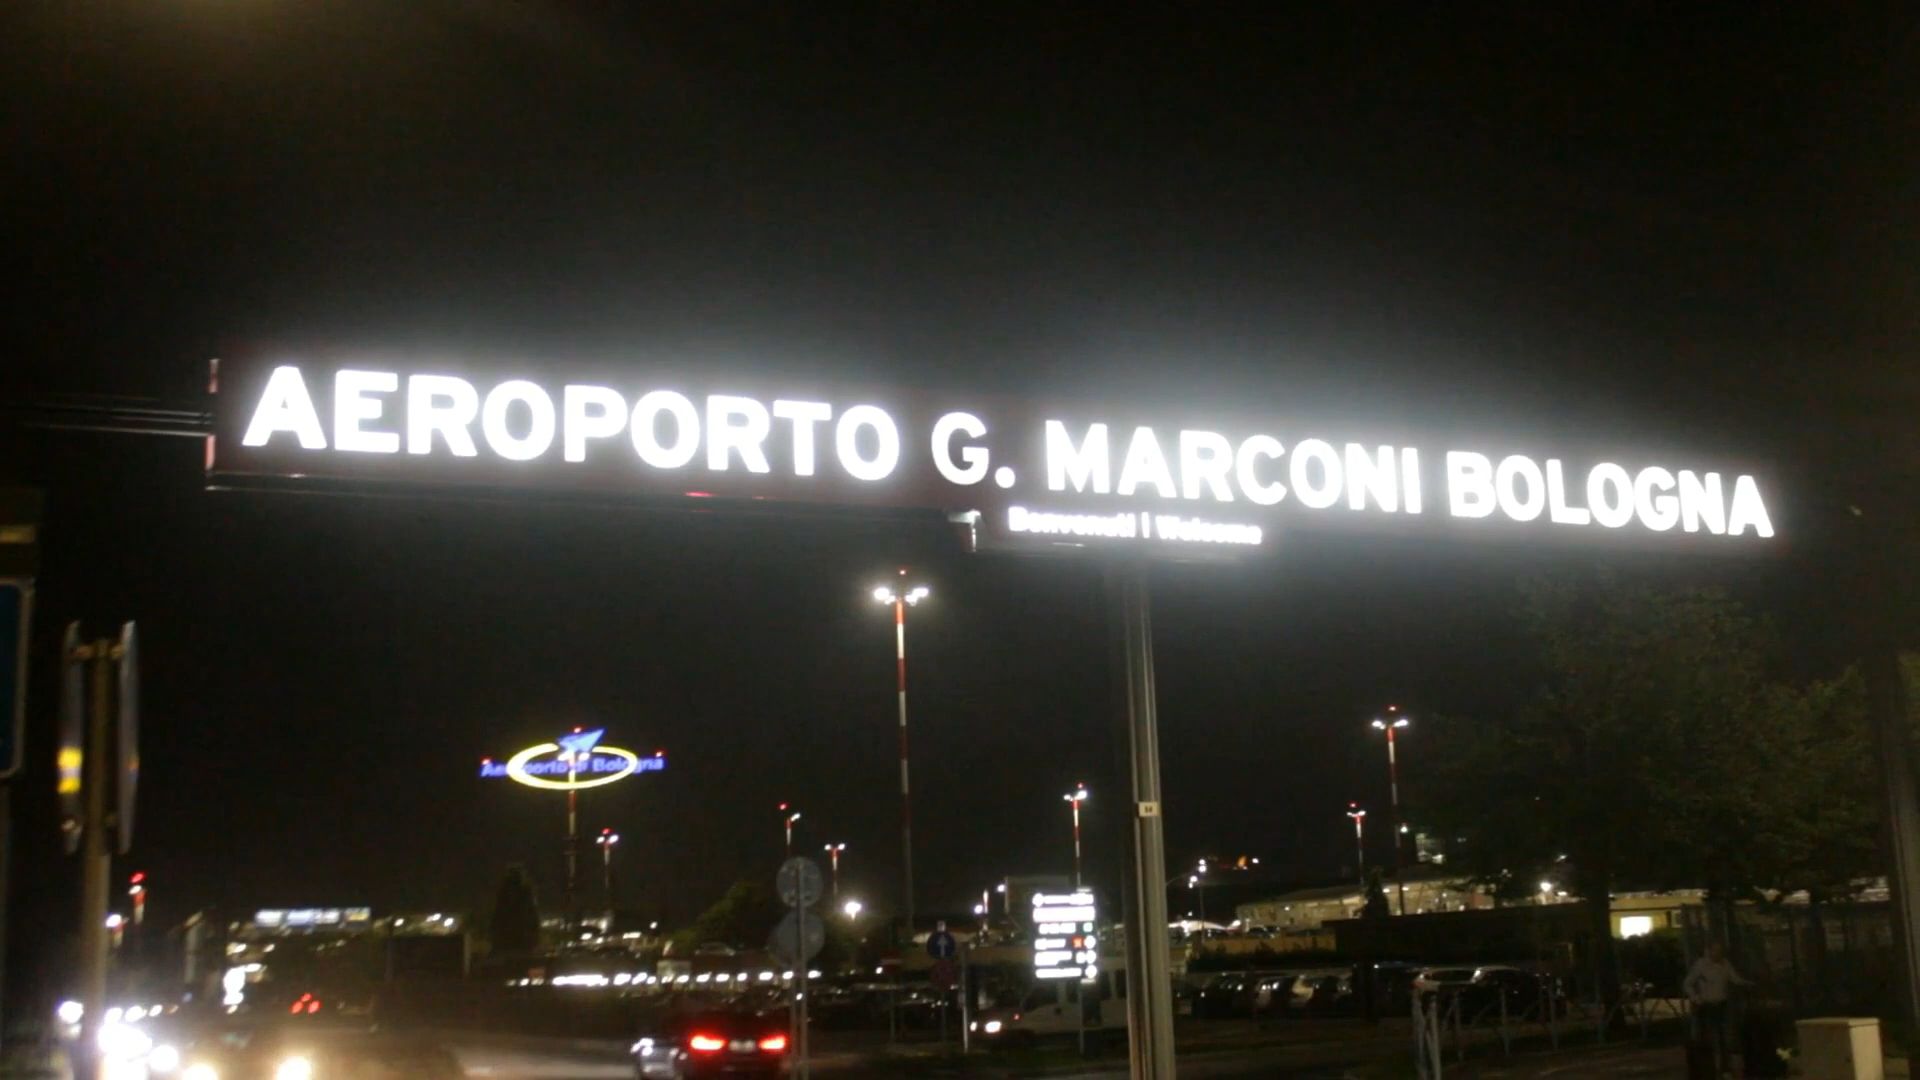 AEROPORTO G. MARCONI BOLOGNA
Benvenuti | Welcome
Aeroporto di Bologna